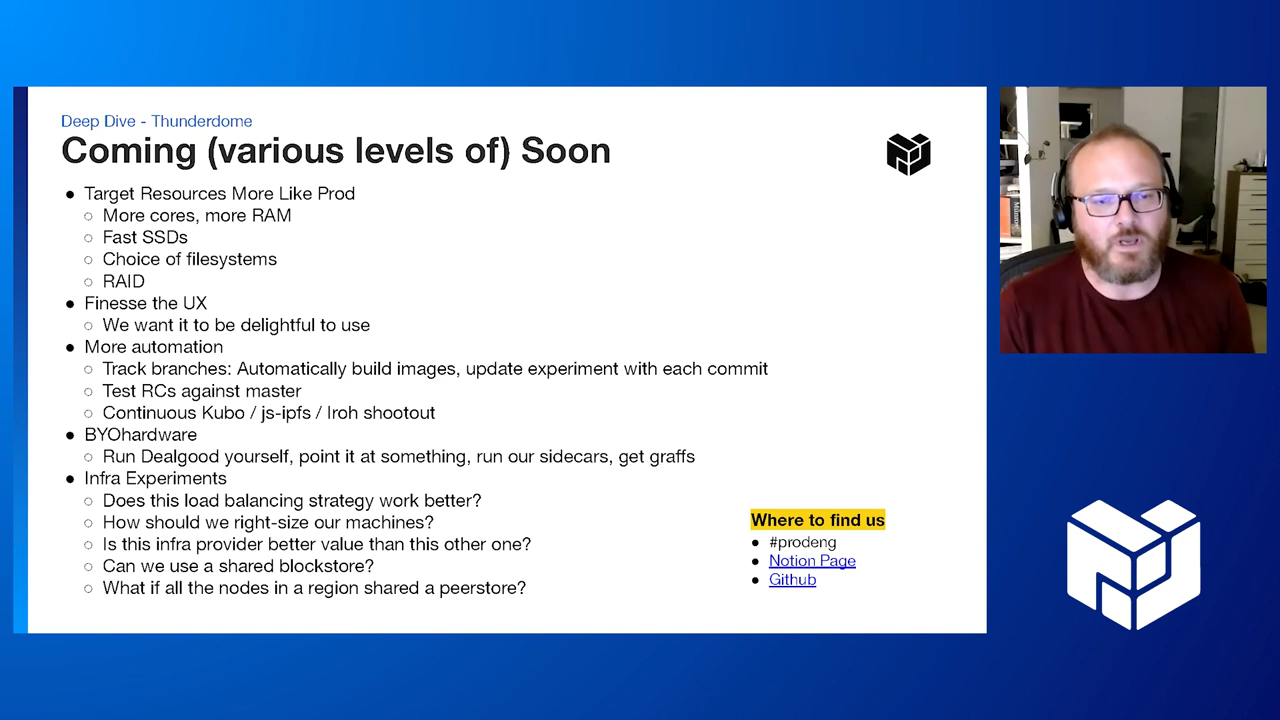 Deep Dive - Thunderdome
Coming (various levels of) Soon
● Target Resources More Like Prod
○ More cores, more RAM
○ Fast SSDs
○ Choice of filesystems
○ RAID
● Finesse the UX
○ We want it to be delightful to use
● More automation
○ Track branches: Automatically build images, update experiment with each commit
○ Test RCs against master
○ Continuous Kubo / js-ipfs / Iroh shootout
● BYOhardware
○ Run Dealgood yourself, point it at something, run our sidecars, get graffs
● Infra Experiments
○ Does this load balancing strategy work better?
○ How should we right-size our machines?
○ Is this infra provider better value than this other one?
○ Can we use a shared blockstore?
○ What if all the nodes in a region shared a peerstore?
Where to find us
● #prodeng
● Notion Page
● Github